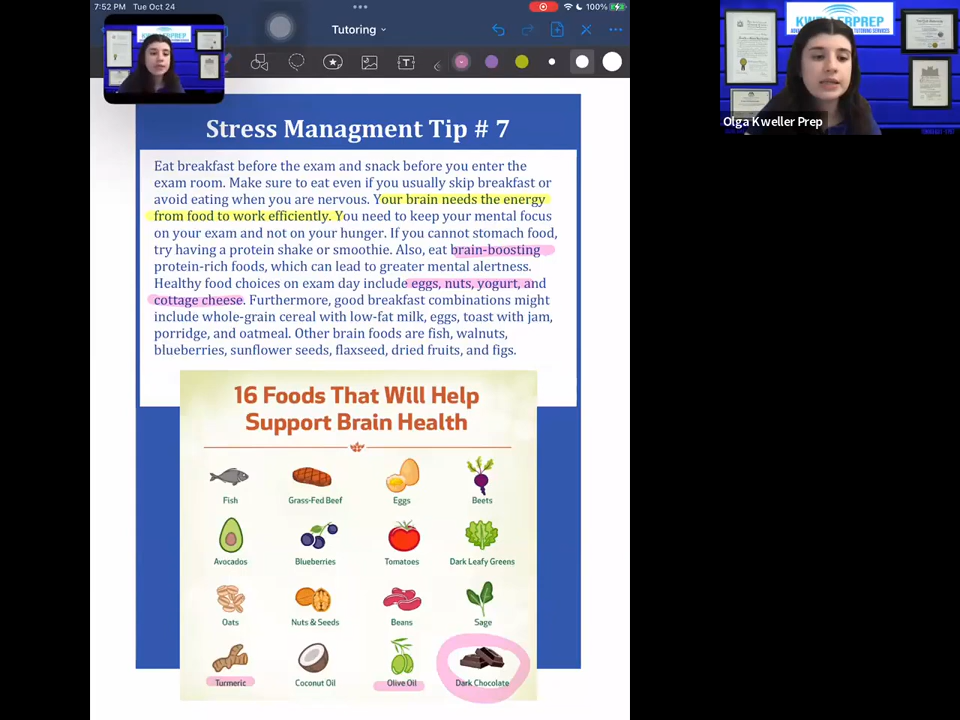 7:52 PM Tue Oct 24
100%
Tutoring
KWELLERPREP
Stress Managment Tip # 7
Eat breakfast before the exam and snack before you enter the
exam room. Make sure to eat even if you usually skip breakfast or
avoid eating when you are nervous. Your brain needs the energy
from food to work efficiently. You need to keep your mental focus
on your exam and not on your hunger. If you cannot stomach food,
try having a protein shake or smoothie. Also, eat brain-boosting
protein-rich foods, which can lead to greater mental alertness.
Healthy food choices on exam day include eggs, nuts, yogurt, and
cottage cheese. Furthermore, good breakfast combinations might
include whole-grain cereal with low-fat milk, eggs, toast with jam,
porridge, and oatmeal. Other brain foods are fish, walnuts,
blueberries, sunflower seeds, flaxseed, dried fruits, and figs.
16 Foods That Will Help
Support Brain Health
Fish
Grass-Fed Beef
Eggs
Beets
Avocados
Blueberries
Tomatoes
Dark Leafy Greens
Oats
Nuts & Seeds
Beans
Sage
Turmeric
Coconut Oil
Olive Oil
Dark Chocolate
TUTORING SERVICES
Olga Kweller Prep